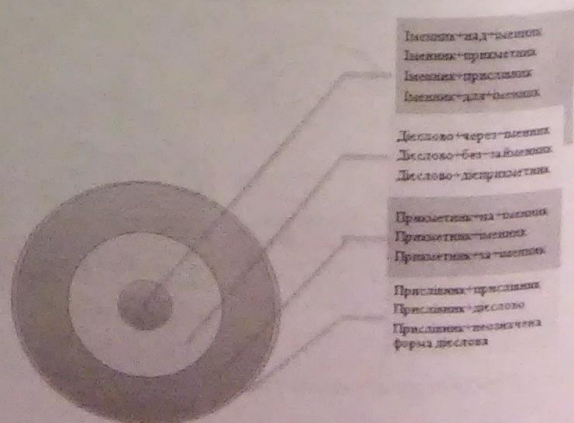 Іменник+над+іменник
Іменник+прикметник
Іменник+прислівник
Іменник+для+іменник
Дієслово+через+іменник
Дієслово+без+займенник
Дієслово+дієприкметник
Прикметник+на+іменник
Прикметник+іменник
Прикметник+за+іменник
Прислівник+прислівник
Прислівник+дієслово
Прислівник+неозначена
форма дієслова